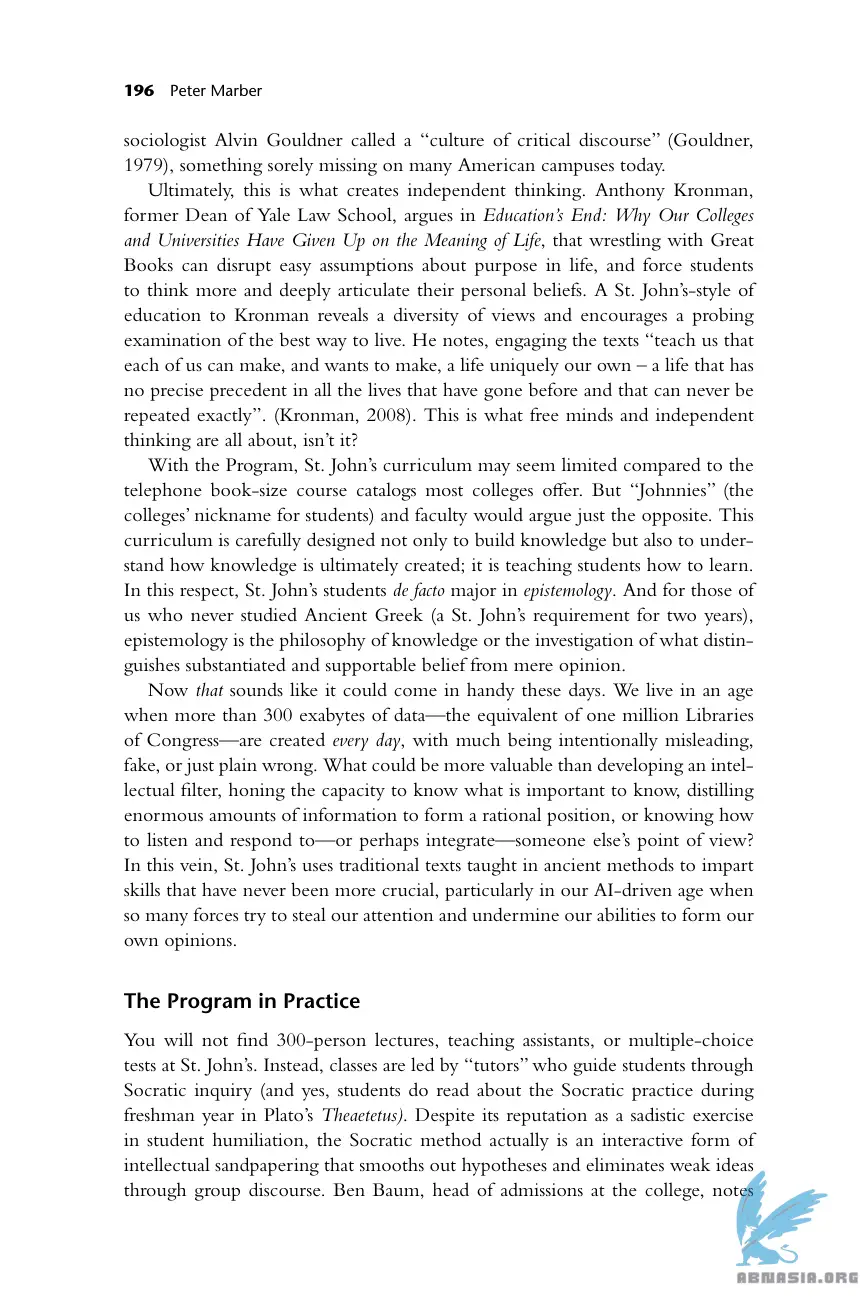 196 Peter Marber
sociologist Alvin Gouldner called a “culture of critical discourse” (Gouldner,
1979), something sorely missing on many American campuses today.
Ultimately, this is what creates independent thinking. Anthony Kronman,
former Dean of Yale Law School, argues in Education’s End: Why Our Colleges
and Universities Have Given Up on the Meaning of Life, that wrestling with Great
Books can disrupt easy assumptions about purpose in life, and force students
to think more and deeply articulate their personal beliefs. A St. John’s-style of
education to Kronman reveals a diversity of views and encourages a probing
examination of the best way to live. He notes, engaging the texts “teach us that
each of us can make, and wants to make, a life uniquely our own – a life that has
no precise precedent in all the lives that have gone before and that can never be
repeated exactly”. (Kronman, 2008). This is what free minds and independent
thinking are all about, isn’t it?
With the Program, St. John’s curriculum may seem limited compared to the
telephone book-size course catalogs most colleges offer. But “Johnnies” (the
colleges’ nickname for students) and faculty would argue just the opposite. This
curriculum is carefully designed not only to build knowledge but also to under-
stand how knowledge is ultimately created; it is teaching students how to learn.
In this respect, St. John’s students de facto major in epistemology. And for those of
us who never studied Ancient Greek (a St. John’s requirement for two years),
epistemology is the philosophy of knowledge or the investigation of what distin-
guishes substantiated and supportable belief from mere opinion.
Now that sounds like it could come in handy these days. We live in an age
when more than 300 exabytes of data—the equivalent of one million Libraries
of Congress—are created every day, with much being intentionally misleading,
fake, or just plain wrong. What could be more valuable than developing an intel-
lectual filter, honing the capacity to know what is important to know, distilling
enormous amounts of information to form a rational position, or knowing how
to listen and respond to—or perhaps integrate—someone else’s point of view?
In this vein, St. John’s uses traditional texts taught in ancient methods to impart
skills that have never been more crucial, particularly in our AI-driven age when
so many forces try to steal our attention and undermine our abilities to form our
own opinions.
The Program in Practice
You will not find 300-person lectures, teaching assistants, or multiple-choice
tests at St. John’s. Instead, classes are led by “tutors” who guide students through
Socratic inquiry (and yes, students do read about the Socratic practice during
freshman year in Plato’s Theaetetus). Despite its reputation as a sadistic exercise
in student humiliation, the Socratic method actually is an interactive form of
intellectual sandpapering that smooths out hypotheses and eliminates weak ideas
through group discourse. Ben Baum, head of admissions at the college, notes
ABNASIA.ORG